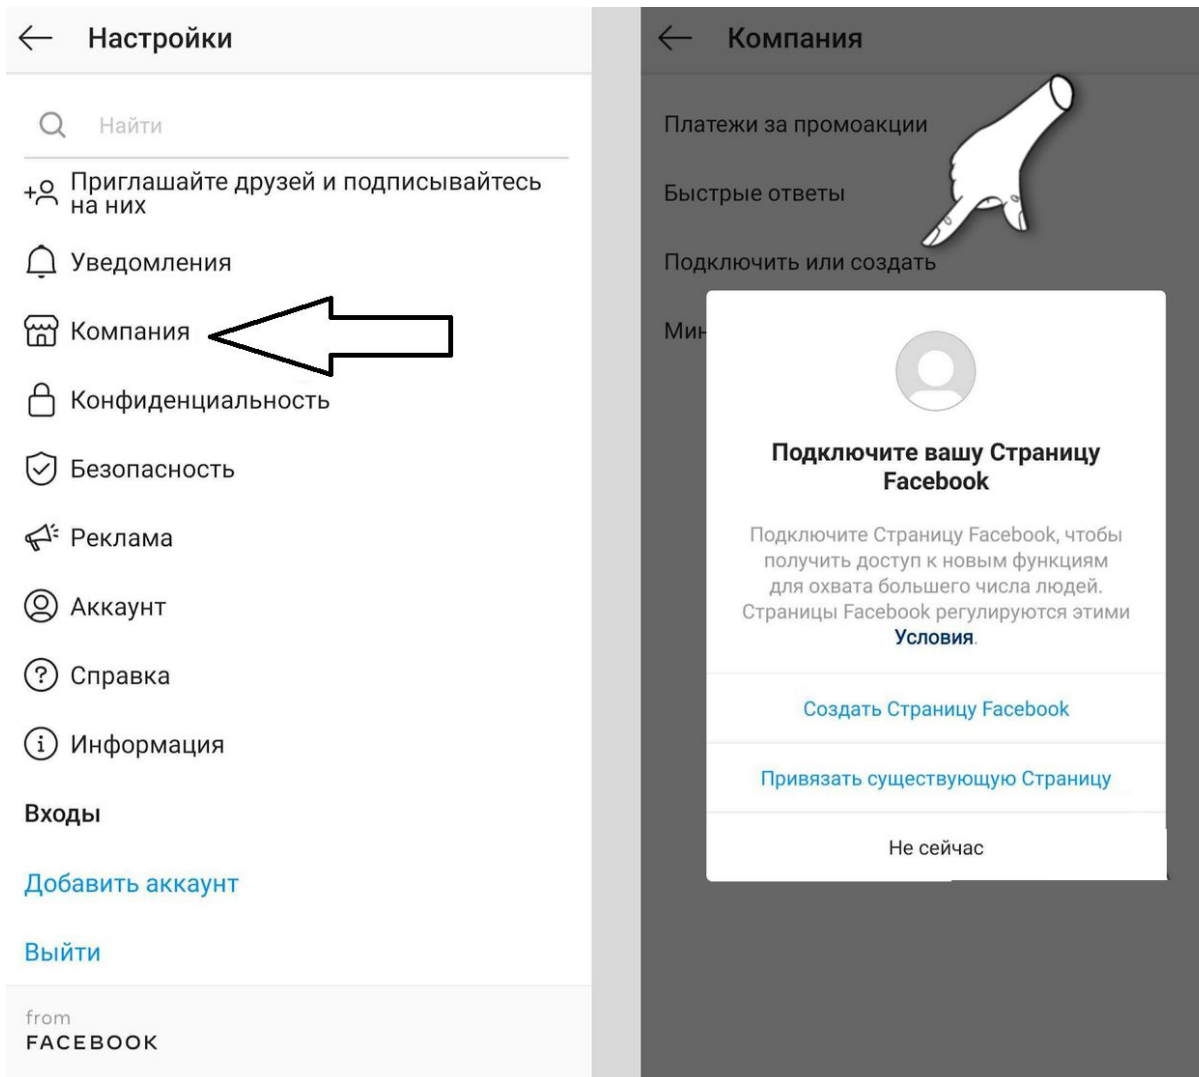 Настройки
Найти
Приглашайте друзей и подписывайтесь
на них
Уведомления
Компания
Конфиденциальность
Безопасность
Реклама
Аккаунт
Справка
Информация
Входы
Добавить аккаунт
Выйти
from
FACEBOOK
Компания
Платежи за промоакции
Быстрые ответы
Подключить или создать
Подключите вашу Страницу
Facebook
Подключите Страницу Facebook, чтобы
получить доступ к новым функциям
для охвата большего числа людей.
Страницы Facebook регулируются этими
Условия.
Создать Страницу Facebook
Привязать существующую Страницу
Не сейчас